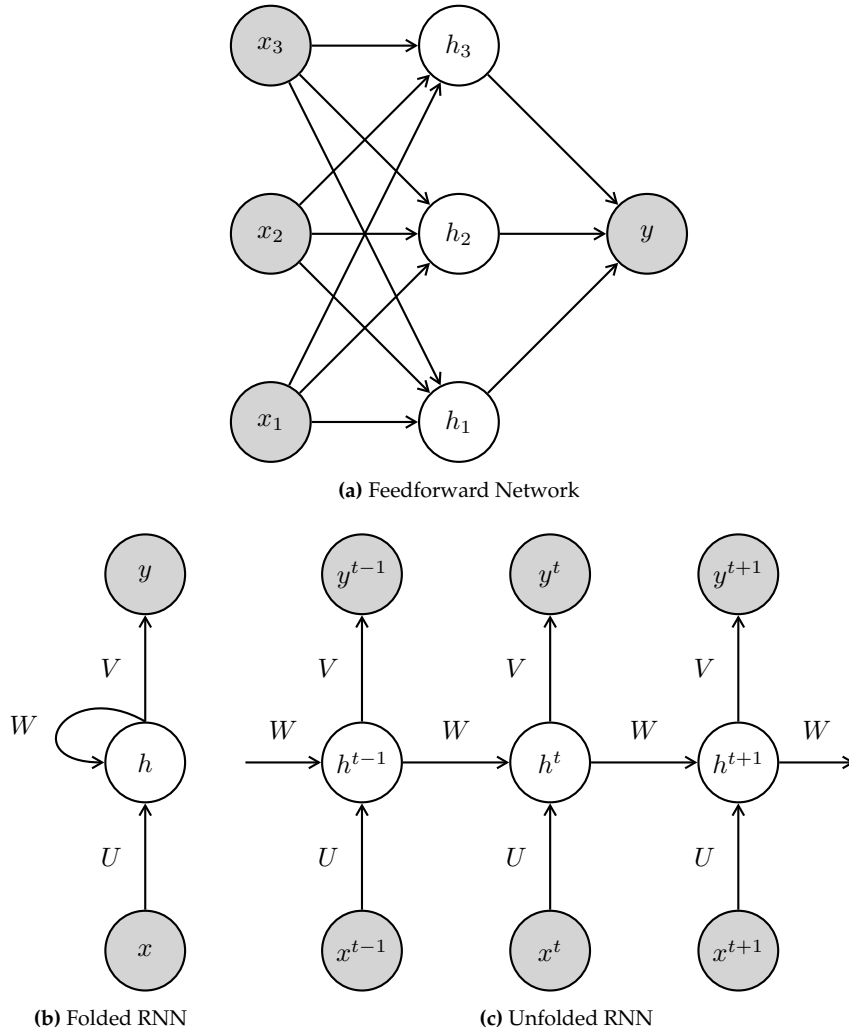 x₃ h₃
x₂ h₂ y
x₁ h₁
(a) Feedforward Network
y yᵗ⁻¹ yᵗ yᵗ⁺¹
V V V V
W W W W W
h hᵗ⁻¹ hᵗ hᵗ⁺¹
U U U U
x xᵗ⁻¹ xᵗ xᵗ⁺¹
(b) Folded RNN (c) Unfolded RNN